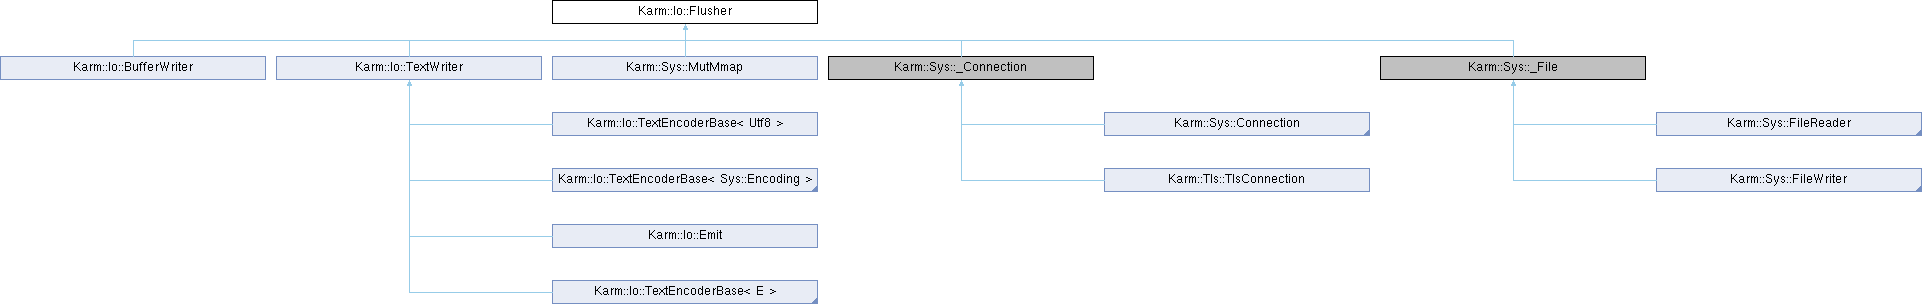 Karm::Io::Flusher
Karm::Io::BufferWriter
Karm::Io::TextWriter
Karm::Sys::MutMmap
Karm::Sys::_Connection
Karm::Sys::_File
Karm::Io::TextEncoderBase< Utf8 >
Karm::Sys::Connection
Karm::Sys::FileReader
Karm::Io::TextEncoderBase< Sys::Encoding >
Karm::Tls::TlsConnection
Karm::Sys::FileWriter
Karm::Io::Emit
Karm::Io::TextEncoderBase< E >